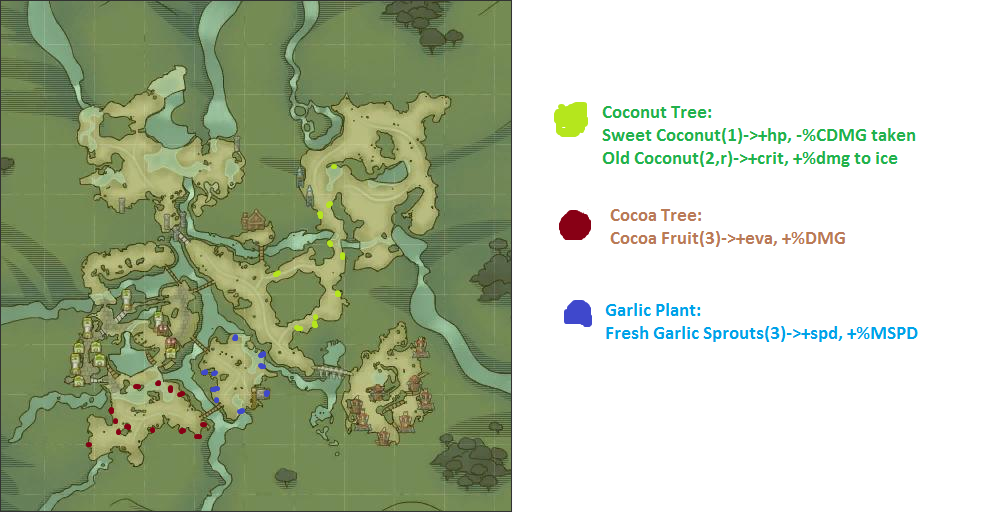 Coconut Tree:
Sweet Coconut(1)->+hp, -%CDMG taken
Old Coconut(2,r)->+crit, +%dmg to ice
Cocoa Tree:
Cocoa Fruit(3)->+eva, +%DMG
Garlic Plant:
Fresh Garlic Sprouts(3)->+spd, +%MSPD